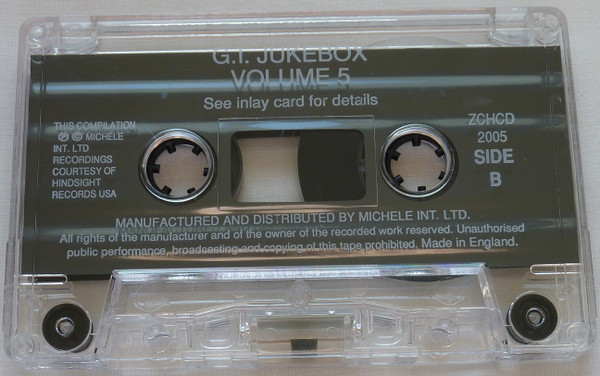 G.I. JUKEBOX
VOLUME 5
See inlay card for details
THIS COMPILATION
℗ © MICHELE
INT. LTD
RECORDINGS
COURTESY OF
HINDSIGHT
RECORDS USA
ZCHCD
2005
SIDE
B
MANUFACTURED AND DISTRIBUTED BY MICHELE INT. LTD.
All rights of the manufacturer and of the owner of the recorded work reserved. Unauthorised
public performance, broadcasting and copying of this tape prohibited. Made in England.